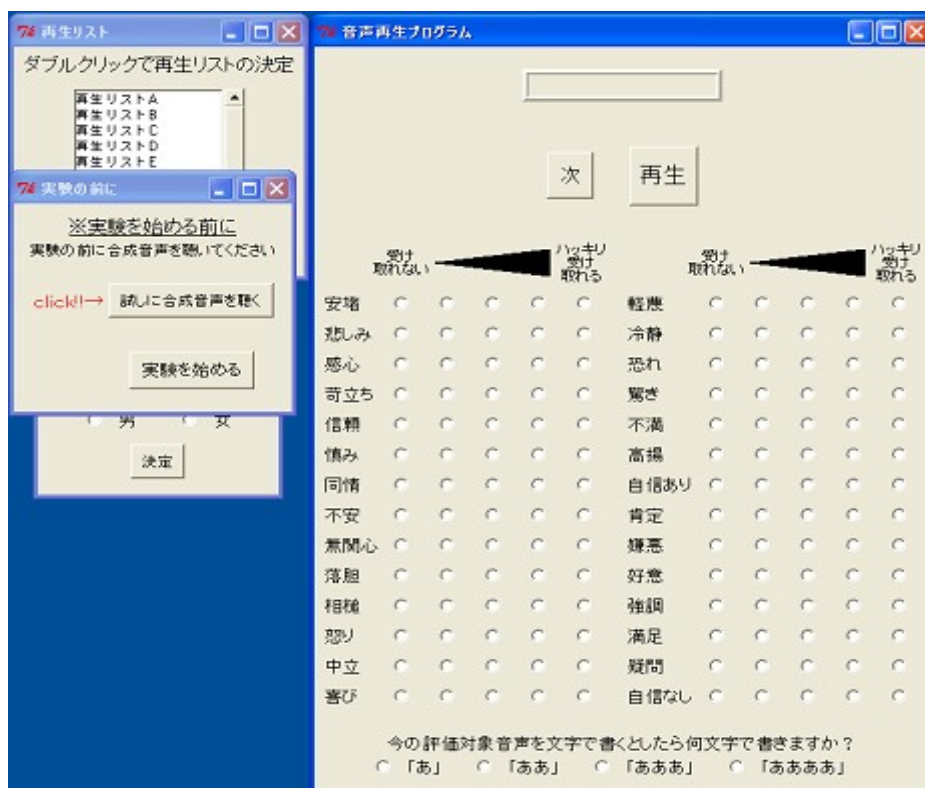 再生リスト
ダブルクリックで再生リストの決定
再生リストA
再生リストB
再生リストC
再生リストD
再生リストE
実験の前に
※実験を始める前に
実験の前に合成音声を聴いてください
click!!→ 試しに合成音声を聴く
実験を始める
男 女
決定
音声再生プログラム
次 再生
受け取れない ハッキリ受け取れる 受け取れない ハッキリ受け取れる
安堵 軽蔑
悲しみ 冷静
感心 恐れ
苛立ち 驚き
信頼 不満
慎み 高揚
同情 自信あり
不安 肯定
無関心 嫌悪
落胆 好意
相槌 強調
怒り 満足
中立 疑問
喜び 自信なし
今の評価対象音声を文字で書くとしたら何文字で書きますか？
「あ」 「ああ」 「あああ」 「ああああ」